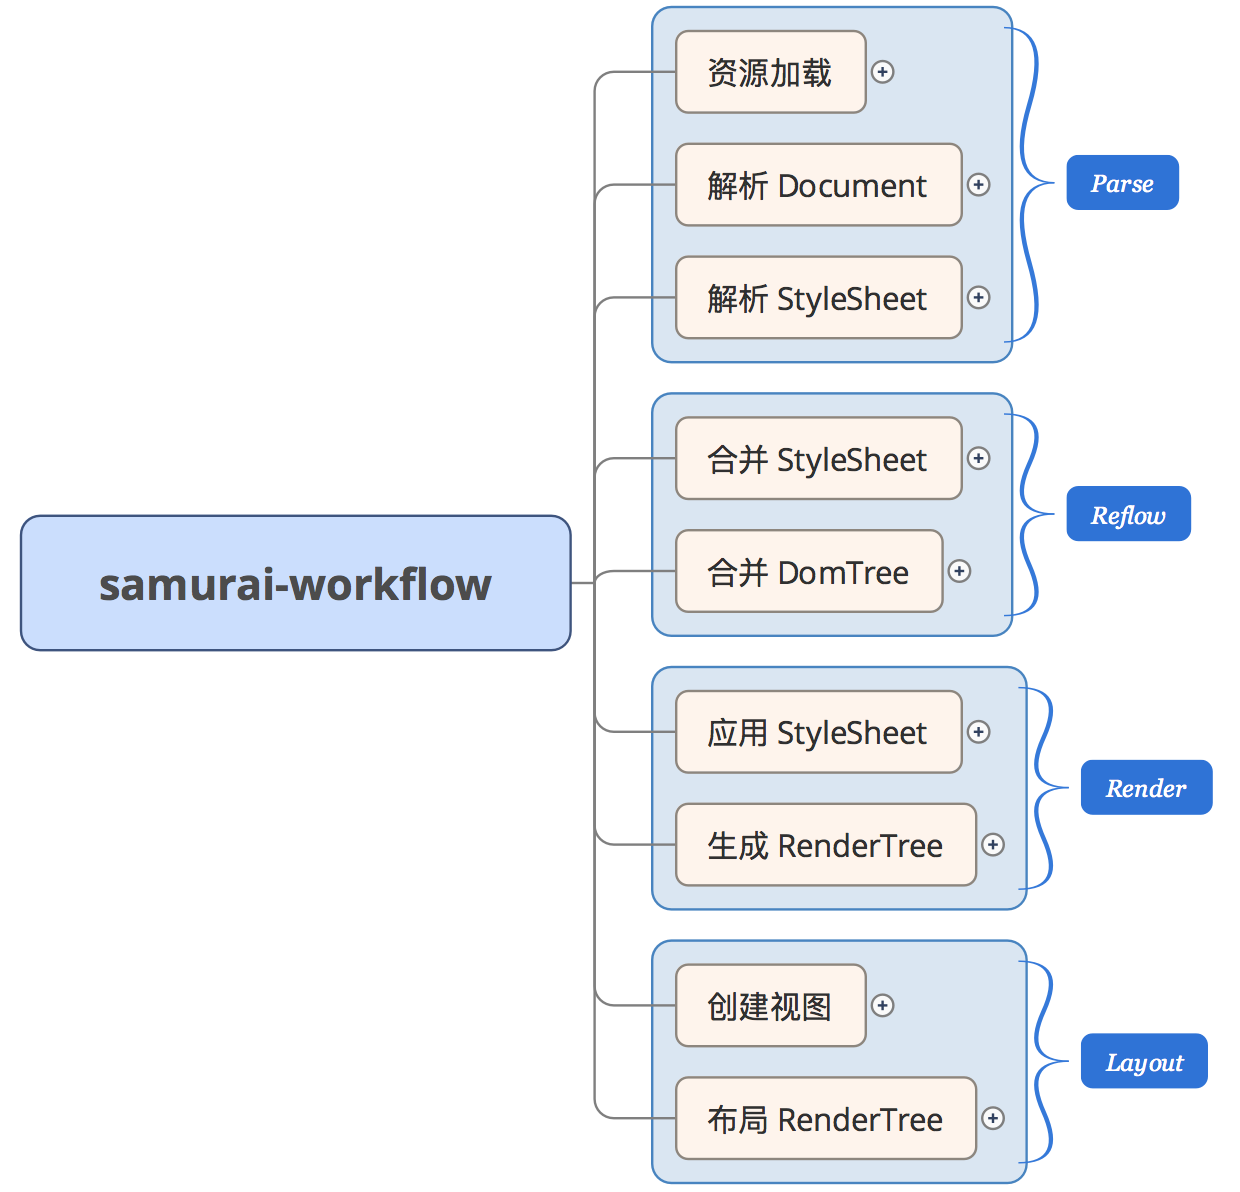 samurai-workflow
资源加载
解析 Document
解析 StyleSheet
Parse
合并 StyleSheet
合并 DomTree
Reflow
应用 StyleSheet
生成 RenderTree
Render
创建视图
布局 RenderTree
Layout